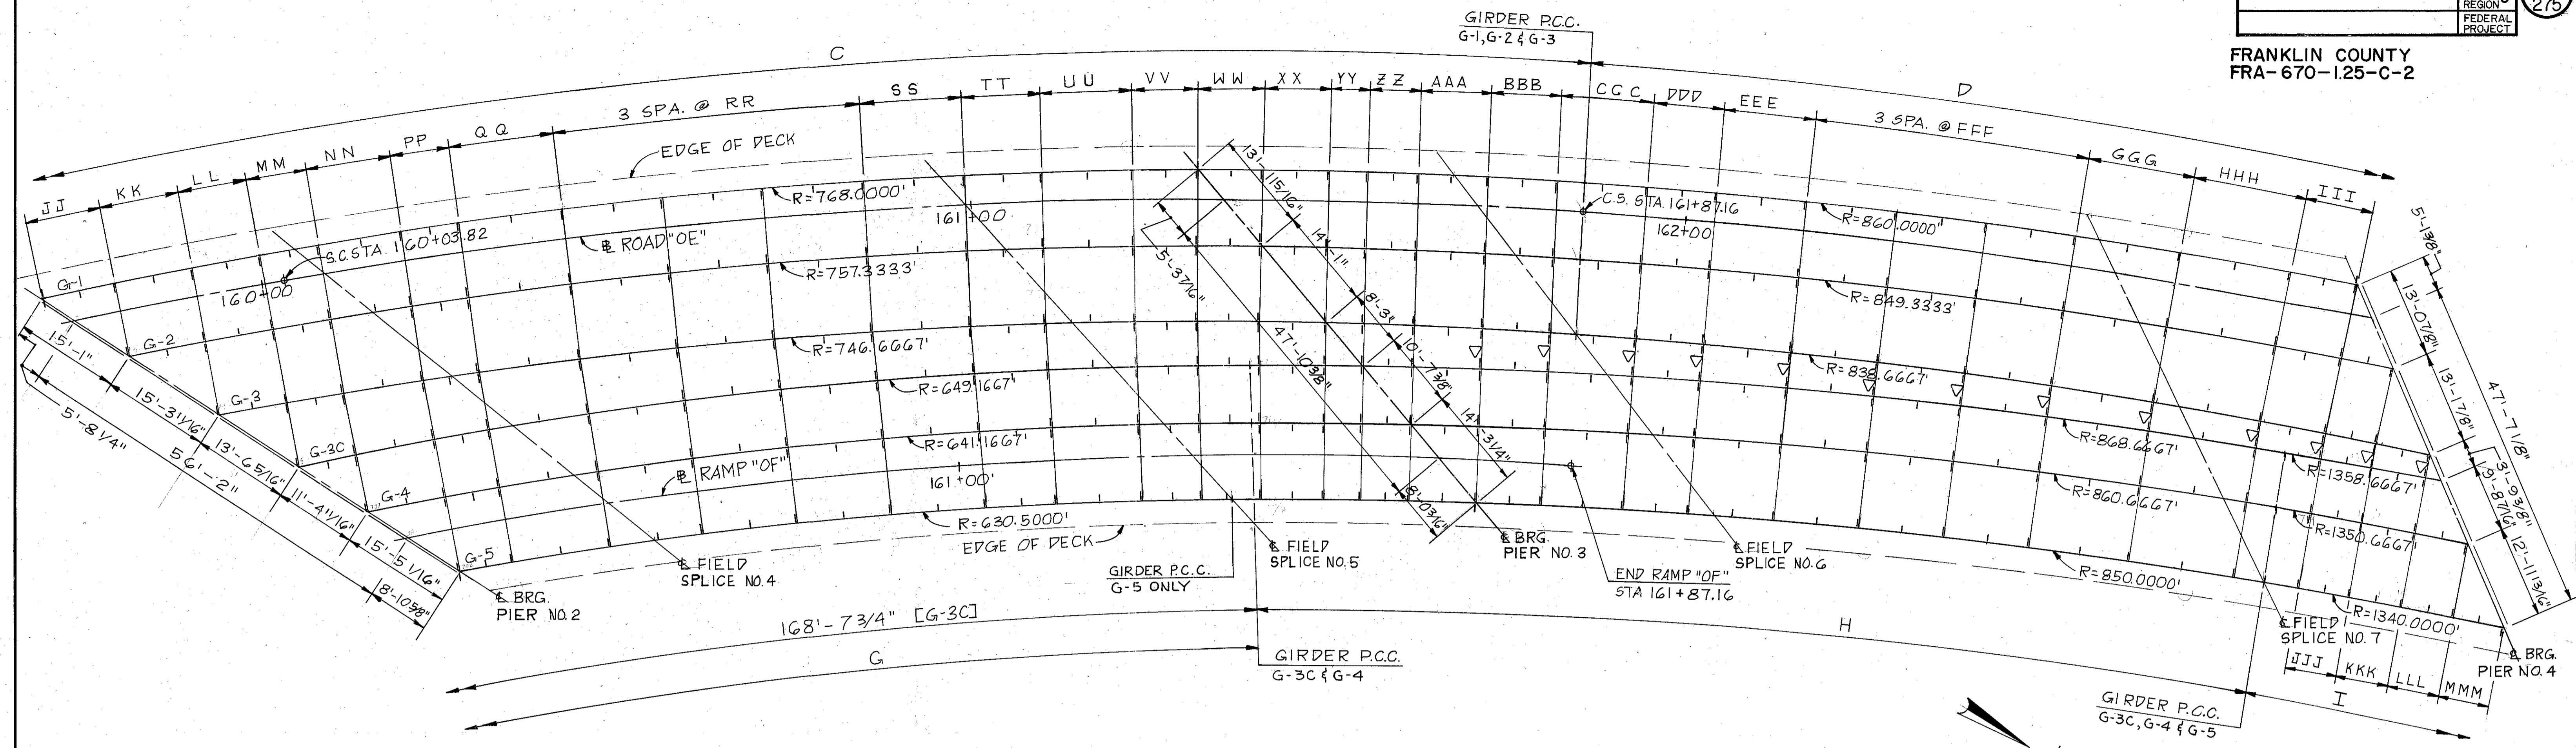 REGION
275
FEDERAL
PROJECT
FRANKLIN COUNTY
FRA-670-1.25-C-2
GIRDER P.C.C.
G-1, G-2 & G-3
C
D
JJ
KK
LL
MM
NN
PP
QQ
3 SPA. @ RR
SS
TT
UU
VV
WW
XX
YY
ZZ
AAA
BBB
CCC
DDD
EEE
3 SPA. @ FFF
GGG
HHH
III
EDGE OF DECK
R=768.0000'
161+00
℄ ROAD "OE"
S.C. STA. 160+03.82
160+00
G-1
R=757.3333'
C.S. STA. 161+87.16
162+00
R=860.0000'
R=849.3333'
13'-1 15/16"
14'-1"
8'-3"
10'-7 3/8"
14'-3 1/4"
5'-3 7/16"
47'-10 3/8"
8'-0 3/16"
G-2
G-3
G-3C
G-4
G-5
R=746.6667'
R=649.1667'
R=641.1667'
R=630.5000'
℄ RAMP "OF"
161+00'
EDGE OF DECK
R=838.6667'
R=868.6667'
R=860.6667'
R=850.0000'
R=1358.6667'
R=1350.6667'
R=1340.0000'
15'-1"
15'-3 1/16"
13'-6 5/16"
11'-4 11/16"
15'-5 1/16"
5'-8 1/4"
56'-2"
8'-10 5/8"
5'-1 3/8"
13'-0 7/8"
13'-1 7/8"
9'-8 7/16"
12'-11 13/16"
47'-7 1/8"
3'-9 3/8"
℄ BRG.
PIER NO. 2
℄ FIELD
SPLICE NO. 4
GIRDER P.C.C.
G-5 ONLY
℄ FIELD
SPLICE NO. 5
℄ BRG.
PIER NO. 3
END RAMP "OF"
STA 161+87.16
℄ FIELD
SPLICE NO. 6
℄ FIELD
SPLICE NO. 7
℄ BRG.
PIER NO. 4
JJJ
KKK
LLL
MMM
168'-7 3/4" [G-3C]
G
H
I
GIRDER P.C.C.
G-3C & G-4
GIRDER P.C.C.
G-3C, G-4 & G-5